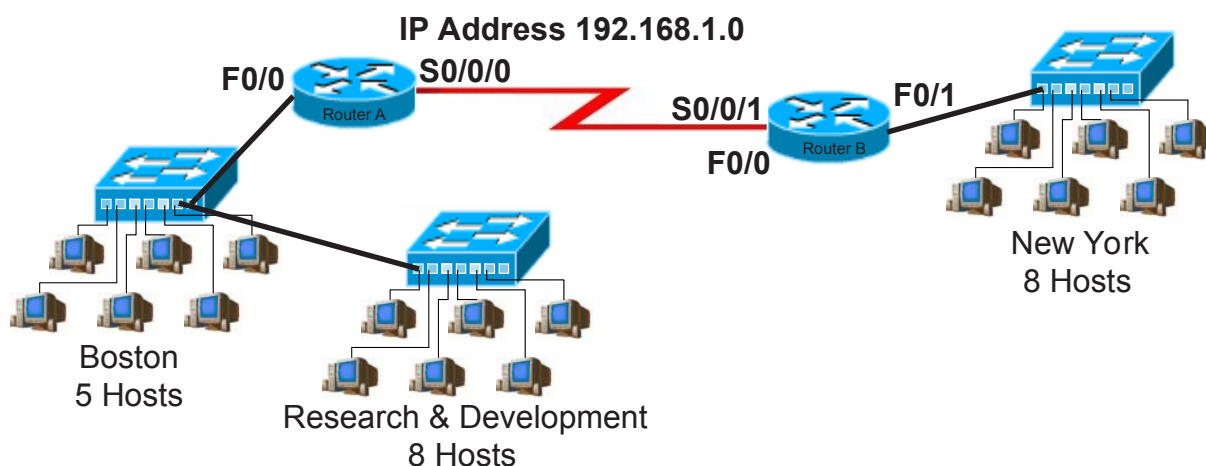 IP Address 192.168.1.0
F0/0
S0/0/0
Router A
S0/0/1
F0/1
Router B
F0/0
New York
8 Hosts
Boston
5 Hosts
Research & Development
8 Hosts